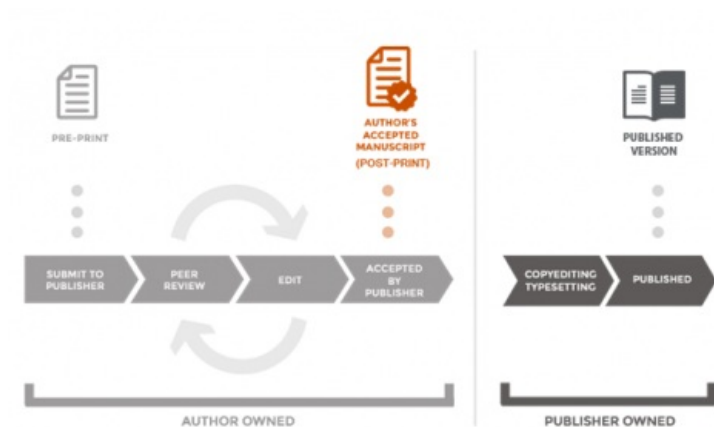 PRE-PRINT
AUTHOR'S
ACCEPTED
MANUSCRIPT
(POST-PRINT)
PUBLISHED
VERSION
SUBMIT TO
PUBLISHER
PEER
REVIEW
EDIT
ACCEPTED
BY
PUBLISHER
COPYEDITING
TYPESETTING
PUBLISHED
AUTHOR OWNED
PUBLISHER OWNED